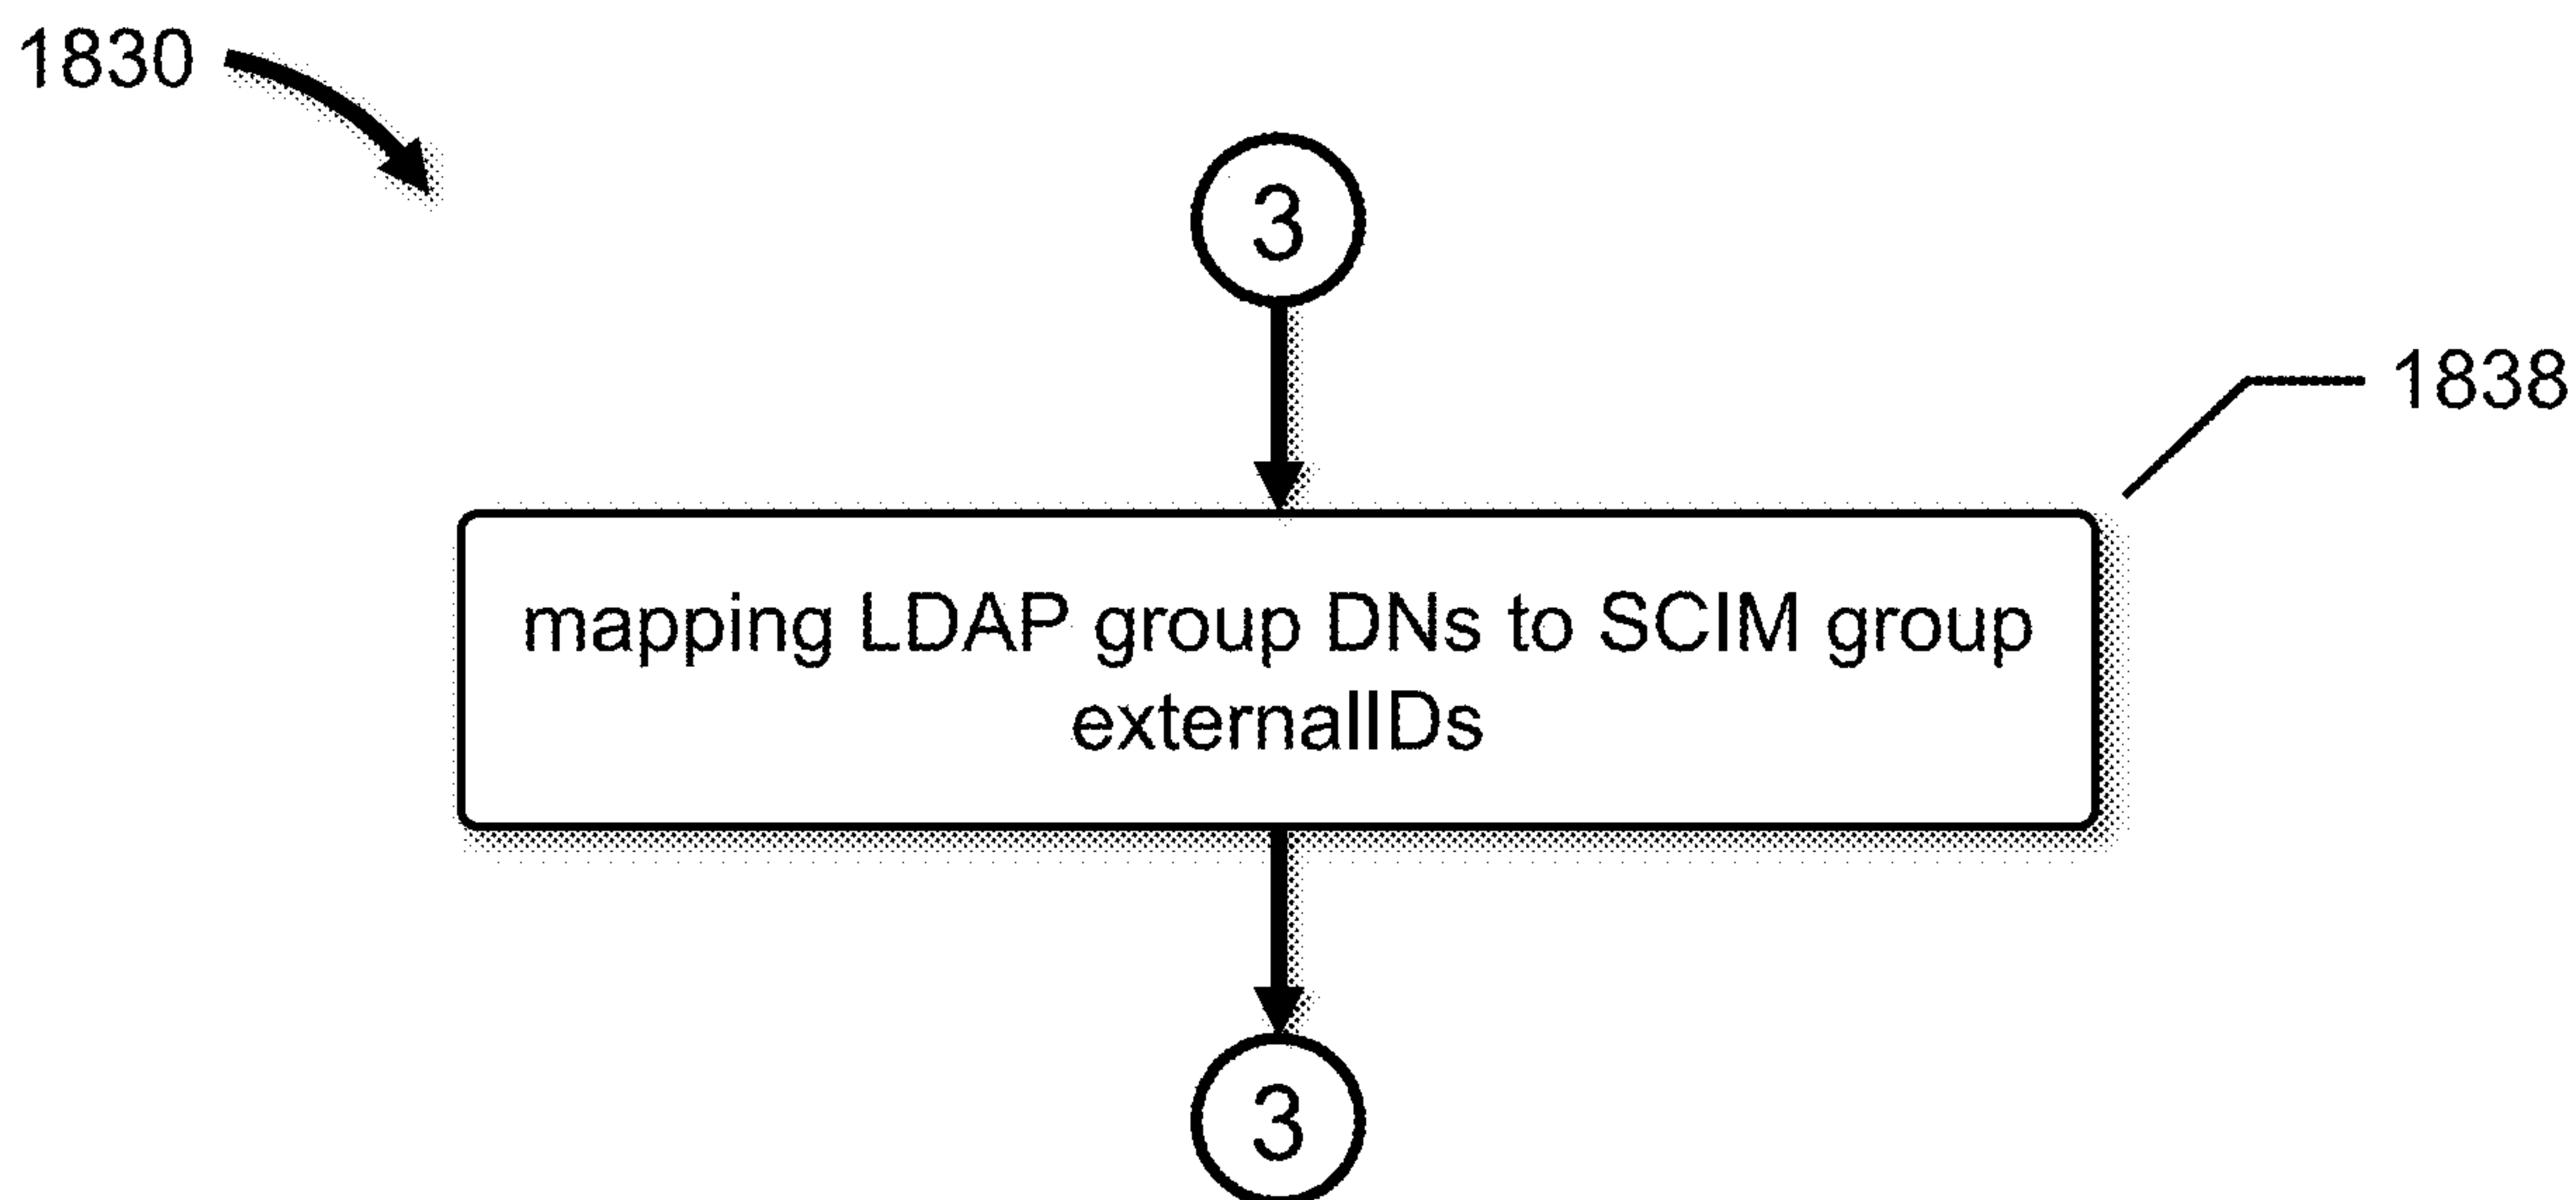 1830
3
1838
mapping LDAP group DNs to SCIM group
externalIDs
3